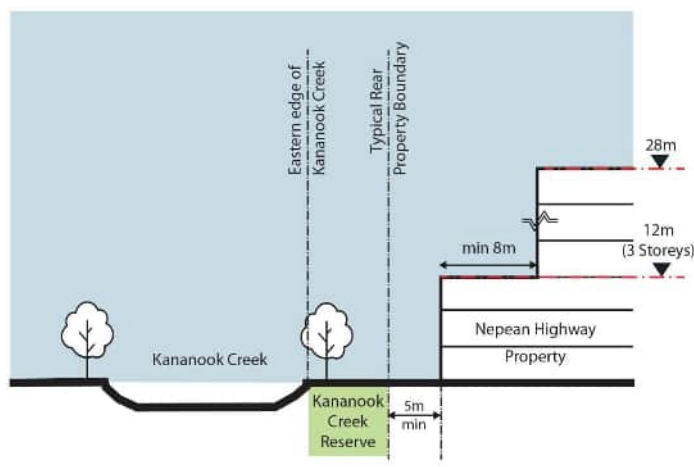 Eastern edge of
Kananook Creek
Typical Rear
Property Boundary
28m
12m
(3 Storeys)
min 8m
Nepean Highway
Property
Kananook Creek
Kananook
Creek
Reserve
5m
min